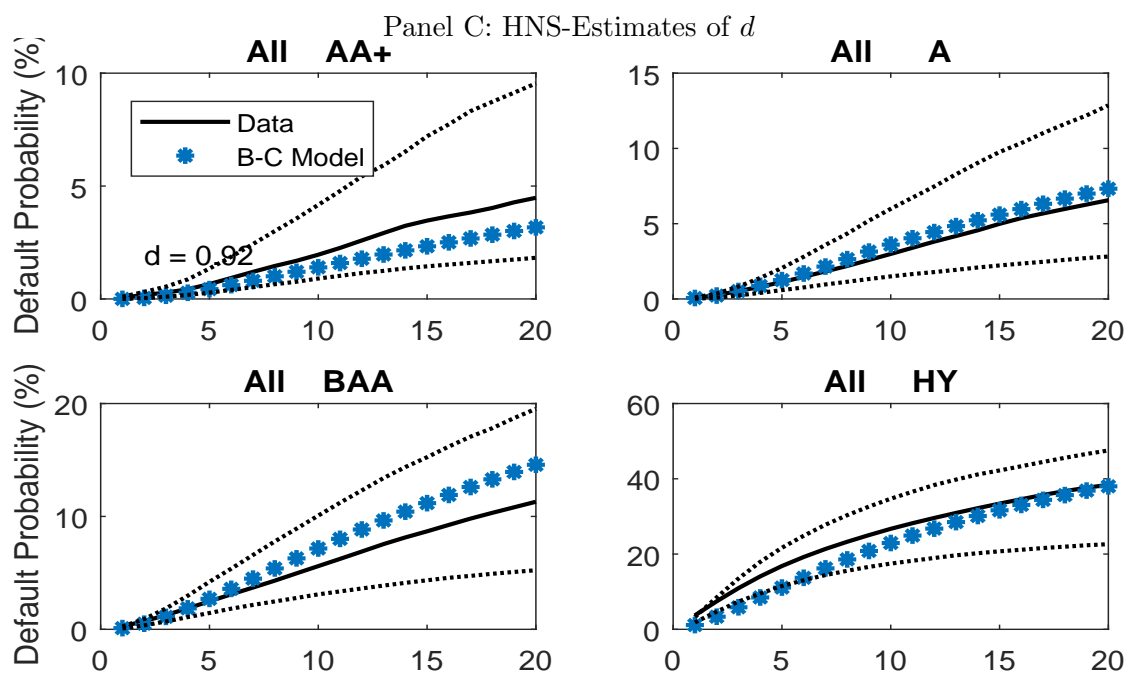 Panel C: HNS-Estimates of d
All AA+
Default Probability (%)
10
5
0
Data
B-C Model
d = 0.92
0 5 10 15 20
All A
15
10
5
0
0 5 10 15 20
All BAA
Default Probability (%)
20
10
0
0 5 10 15 20
All HY
60
40
20
0
0 5 10 15 20